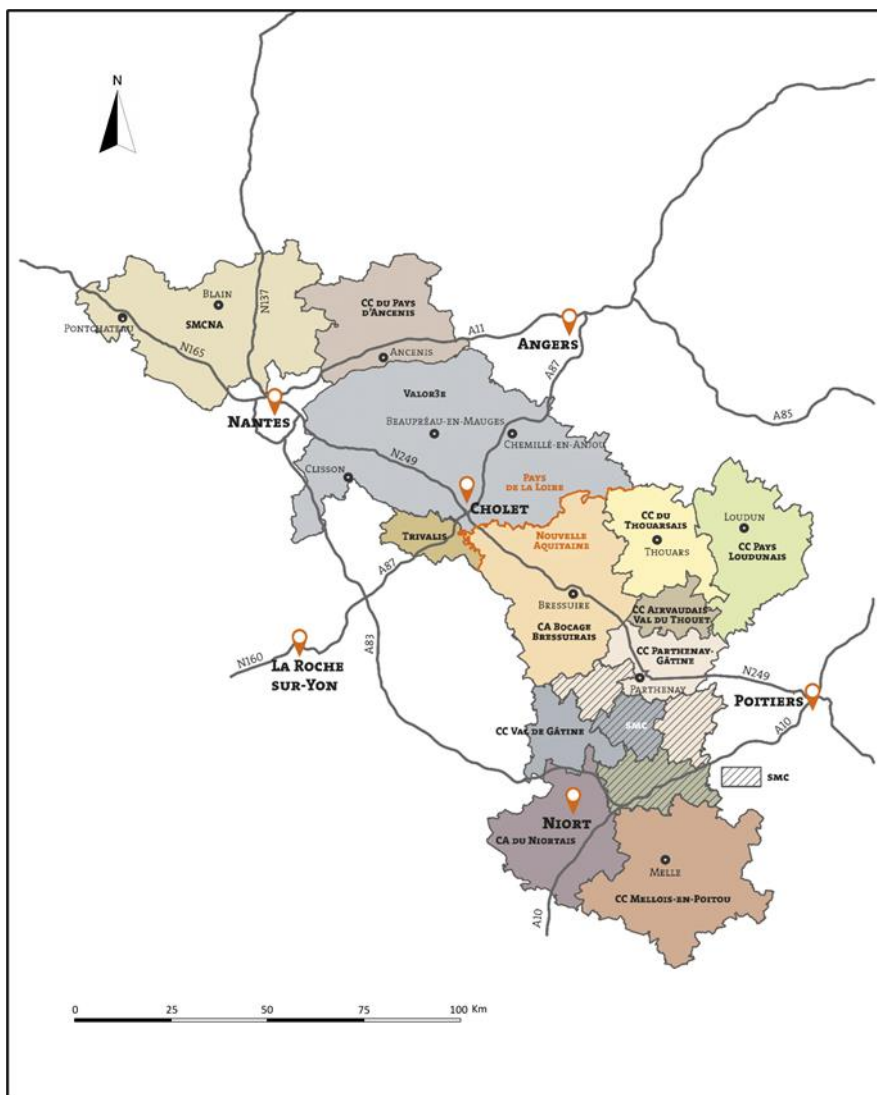 N
Blain
Pontchateau
SMCNA
N137
N165
CC du Pays
d'Ancenis
Ancenis
A11
Angers
A87
A85
Nantes
Valor3e
Beaupréau-en-Mauges
Chemillé-en-Anjou
N249
Clisson
Pays
de la Loire
Cholet
Nouvelle
Aquitaine
Trivalis
A87
CC du
Thouarsais
Thouars
Loudun
CC Pays
Loudunais
Bressuire
CA Bocage
Bressuirais
CC Airvaudais-
Val du Thouet
CC Parthenay-
Gâtine
Parthenay
N249
Poitiers
A10
N160
La Roche
sur-Yon
A83
CC Val de Gâtine
SMC
SMC
Niort
CA du Niortais
A10
Melle
CC Mellois-en-Poitou
0 25 50 75 100 Km